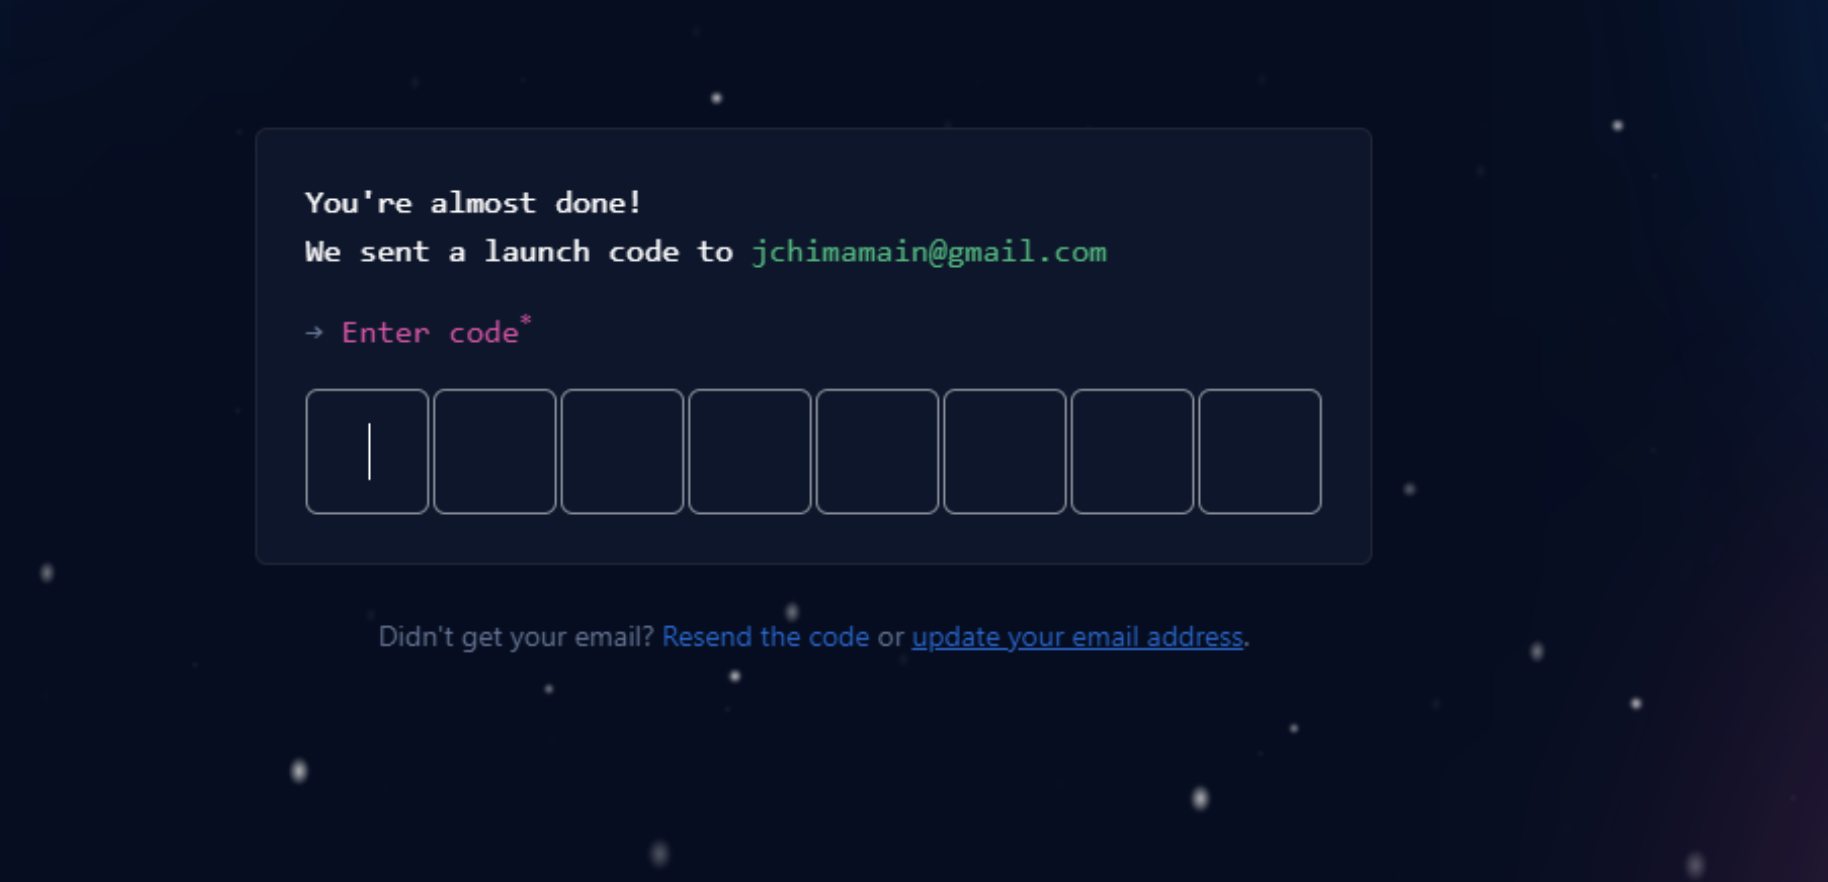 You're almost done!
We sent a launch code to jchimamain@gmail.com
→ Enter code*
Didn't get your email? Resend the code or update your email address.